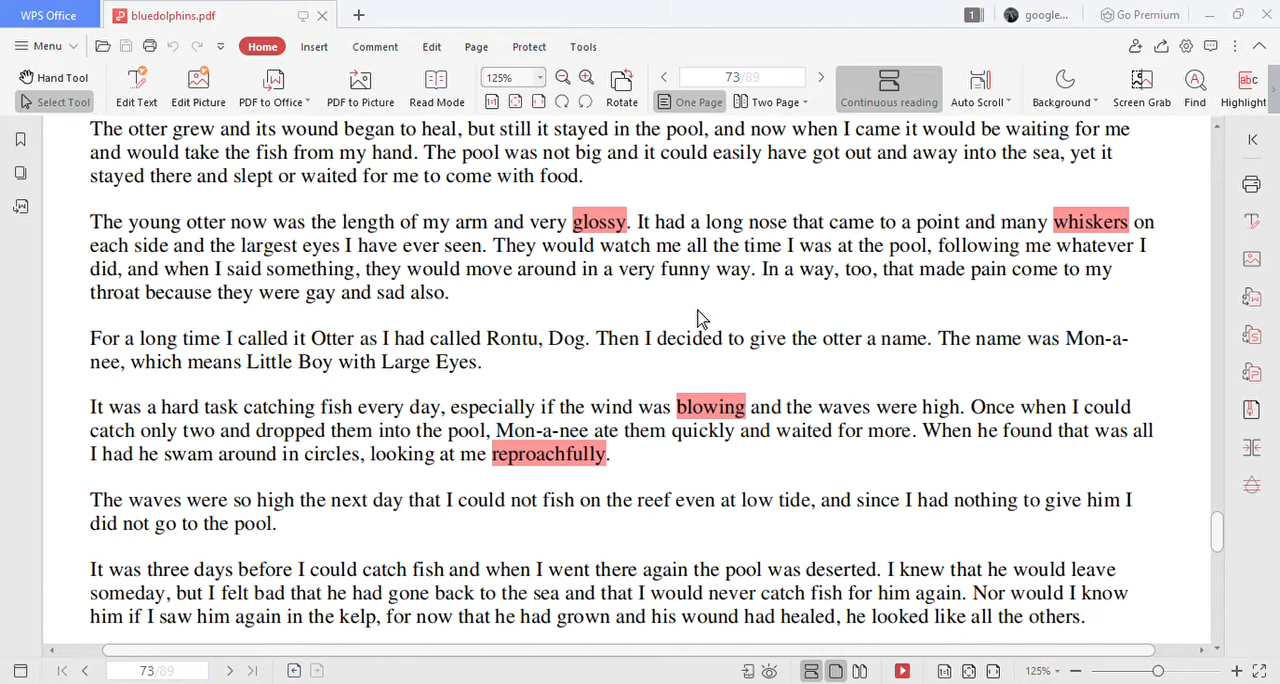 WPS Office bluedolphins.pdf 1 google... Go Premium
Menu Home Insert Comment Edit Page Protect Tools
Hand Tool 125% 73/89
Select Tool Edit Text Edit Picture PDF to Office PDF to Picture Read Mode Rotate One Page Two Page Continuous reading Auto Scroll Background Screen Grab Find Highlight
The otter grew and its wound began to heal, but still it stayed in the pool, and now when I came it would be waiting for me
and would take the fish from my hand. The pool was not big and it could easily have got out and away into the sea, yet it
stayed there and slept or waited for me to come with food.
The young otter now was the length of my arm and very glossy. It had a long nose that came to a point and many whiskers on
each side and the largest eyes I have ever seen. They would watch me all the time I was at the pool, following me whatever I
did, and when I said something, they would move around in a very funny way. In a way, too, that made pain come to my
throat because they were gay and sad also.
For a long time I called it Otter as I had called Rontu, Dog. Then I decided to give the otter a name. The name was Mon-a-
nee, which means Little Boy with Large Eyes.
It was a hard task catching fish every day, especially if the wind was blowing and the waves were high. Once when I could
catch only two and dropped them into the pool, Mon-a-nee ate them quickly and waited for more. When he found that was all
I had he swam around in circles, looking at me reproachfully.
The waves were so high the next day that I could not fish on the reef even at low tide, and since I had nothing to give him I
did not go to the pool.
It was three days before I could catch fish and when I went there again the pool was deserted. I knew that he would leave
someday, but I felt bad that he had gone back to the sea and that I would never catch fish for him again. Nor would I know
him if I saw him again in the kelp, for now that he had grown and his wound had healed, he looked like all the others.
73/89 125%